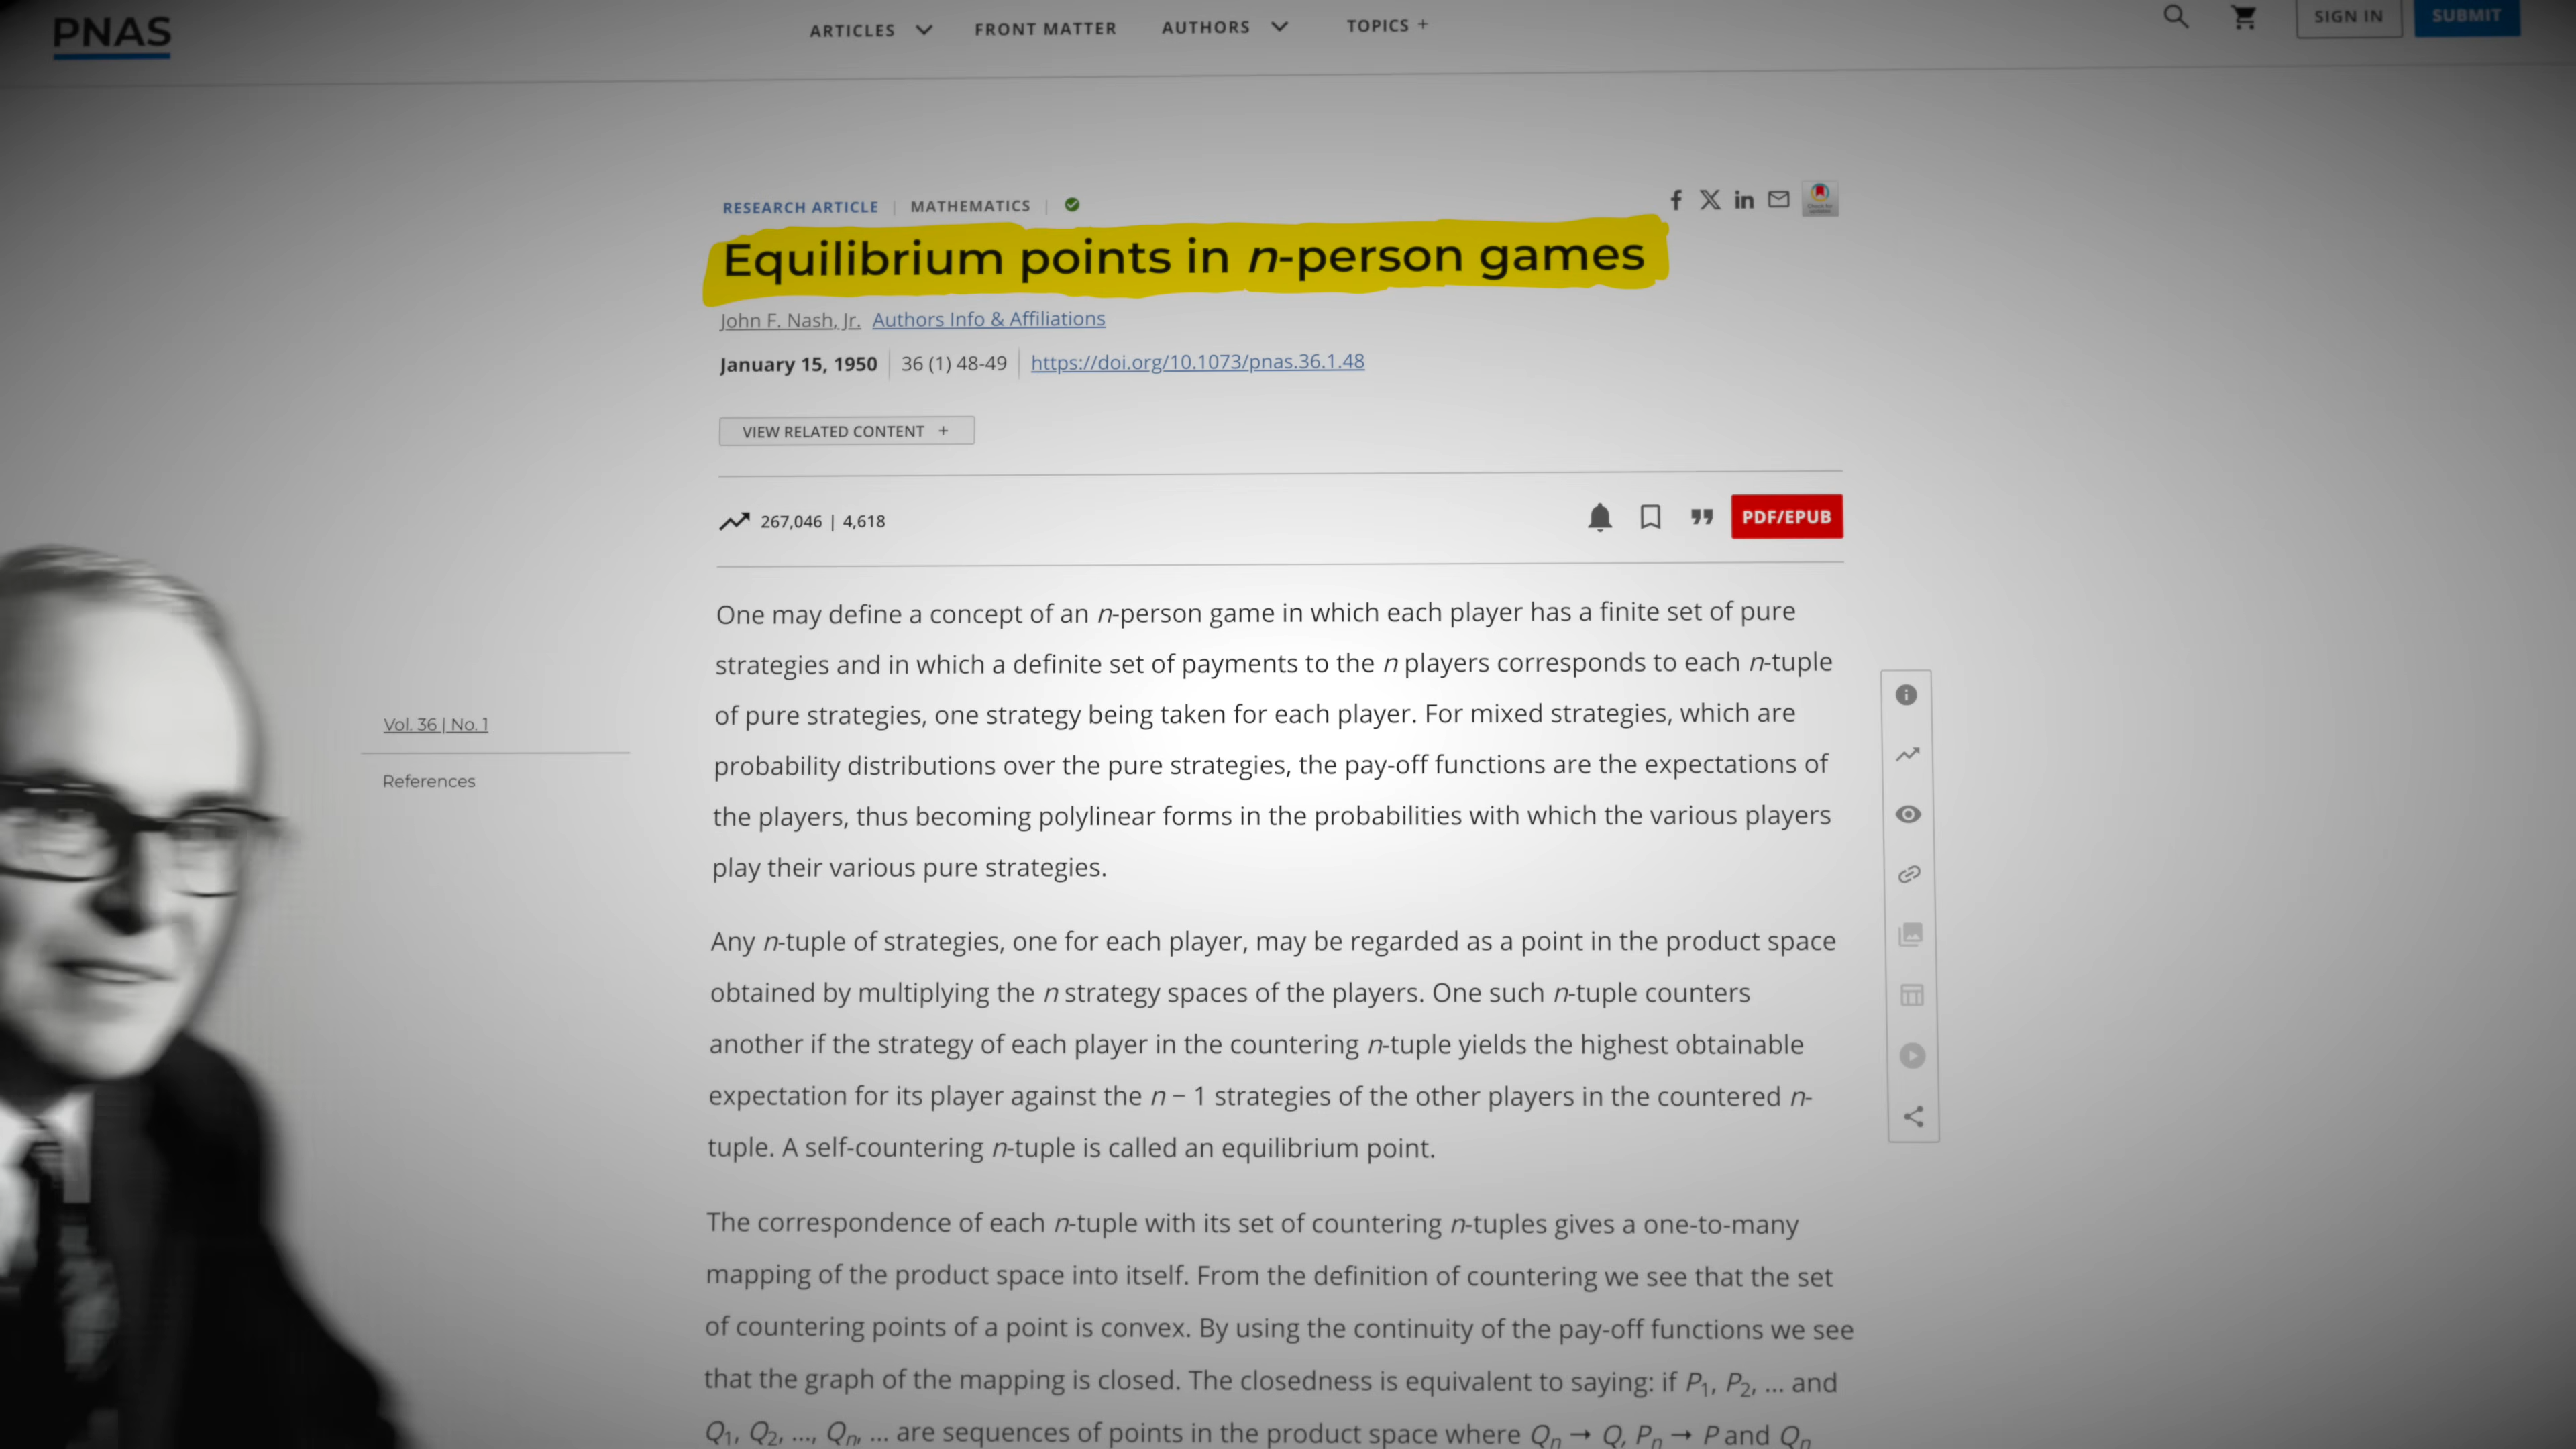 PNAS
ARTICLES
FRONT MATTER
AUTHORS
TOPICS +
SIGN IN
SUBMIT
RESEARCH ARTICLE | MATHEMATICS |
Equilibrium points in n-person games
John F. Nash, Jr. Authors Info & Affiliations
January 15, 1950 | 36 (1) 48-49 | https://doi.org/10.1073/pnas.36.1.48
VIEW RELATED CONTENT +
267,046 | 4,618
PDF/EPUB
Vol. 36 | No. 1
References
One may define a concept of an n-person game in which each player has a finite set of pure
strategies and in which a definite set of payments to the n players corresponds to each n-tuple
of pure strategies, one strategy being taken for each player. For mixed strategies, which are
probability distributions over the pure strategies, the pay-off functions are the expectations of
the players, thus becoming polylinear forms in the probabilities with which the various players
play their various pure strategies.
Any n-tuple of strategies, one for each player, may be regarded as a point in the product space
obtained by multiplying the n strategy spaces of the players. One such n-tuple counters
another if the strategy of each player in the countering n-tuple yields the highest obtainable
expectation for its player against the n − 1 strategies of the other players in the countered n-
tuple. A self-countering n-tuple is called an equilibrium point.
The correspondence of each n-tuple with its set of countering n-tuples gives a one-to-many
mapping of the product space into itself. From the definition of countering we see that the set
of countering points of a point is convex. By using the continuity of the pay-off functions we see
that the graph of the mapping is closed. The closedness is equivalent to saying: if P₁, P₂, ... and
Q₁, Q₂, ..., Qₙ, ... are sequences of points in the product space where Qₙ → Q, Pₙ → P and Qₙ